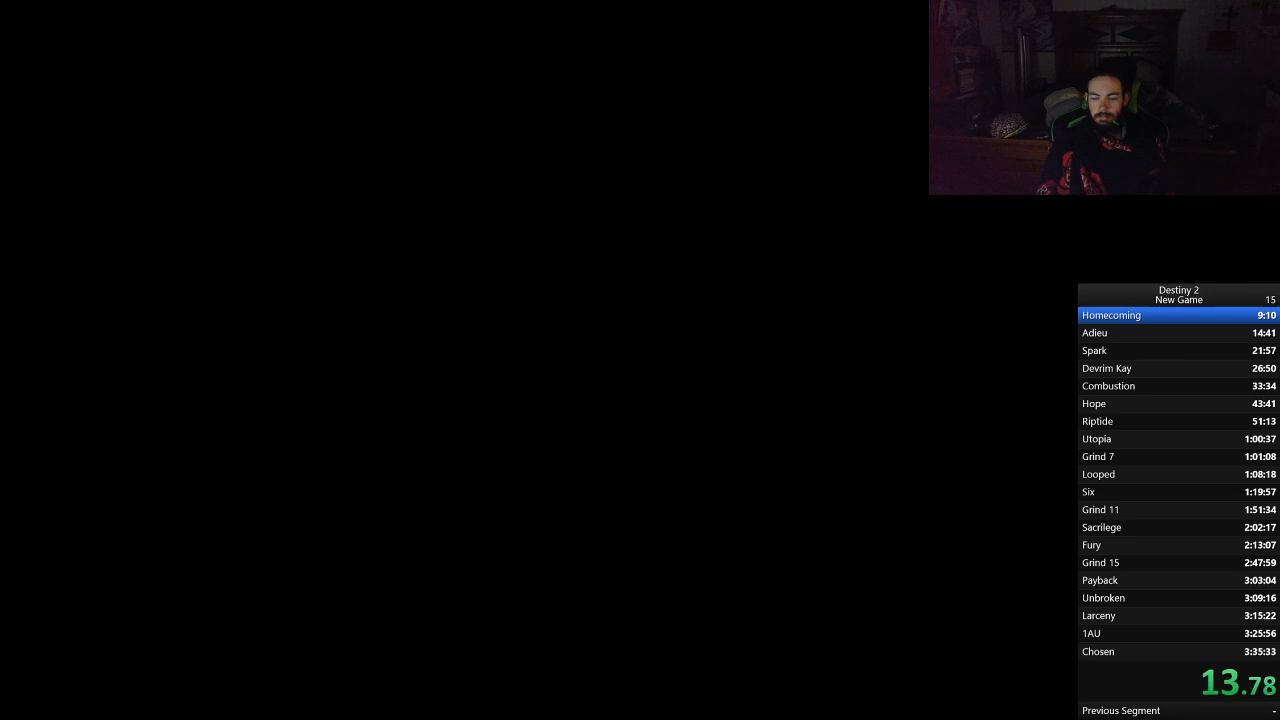 Destiny 2
New Game 15
Homecoming 9:10
Adieu 14:41
Spark 21:57
Devrim Kay 26:50
Combustion 33:34
Hope 43:41
Riptide 51:13
Utopia 1:00:37
Grind 7 1:01:08
Looped 1:08:18
Six 1:19:57
Grind 11 1:51:34
Sacrilege 2:02:17
Fury 2:13:07
Grind 15 2:47:59
Payback 3:03:04
Unbroken 3:09:16
Larceny 3:15:22
1AU 3:25:56
Chosen 3:35:33
13.78
Previous Segment -